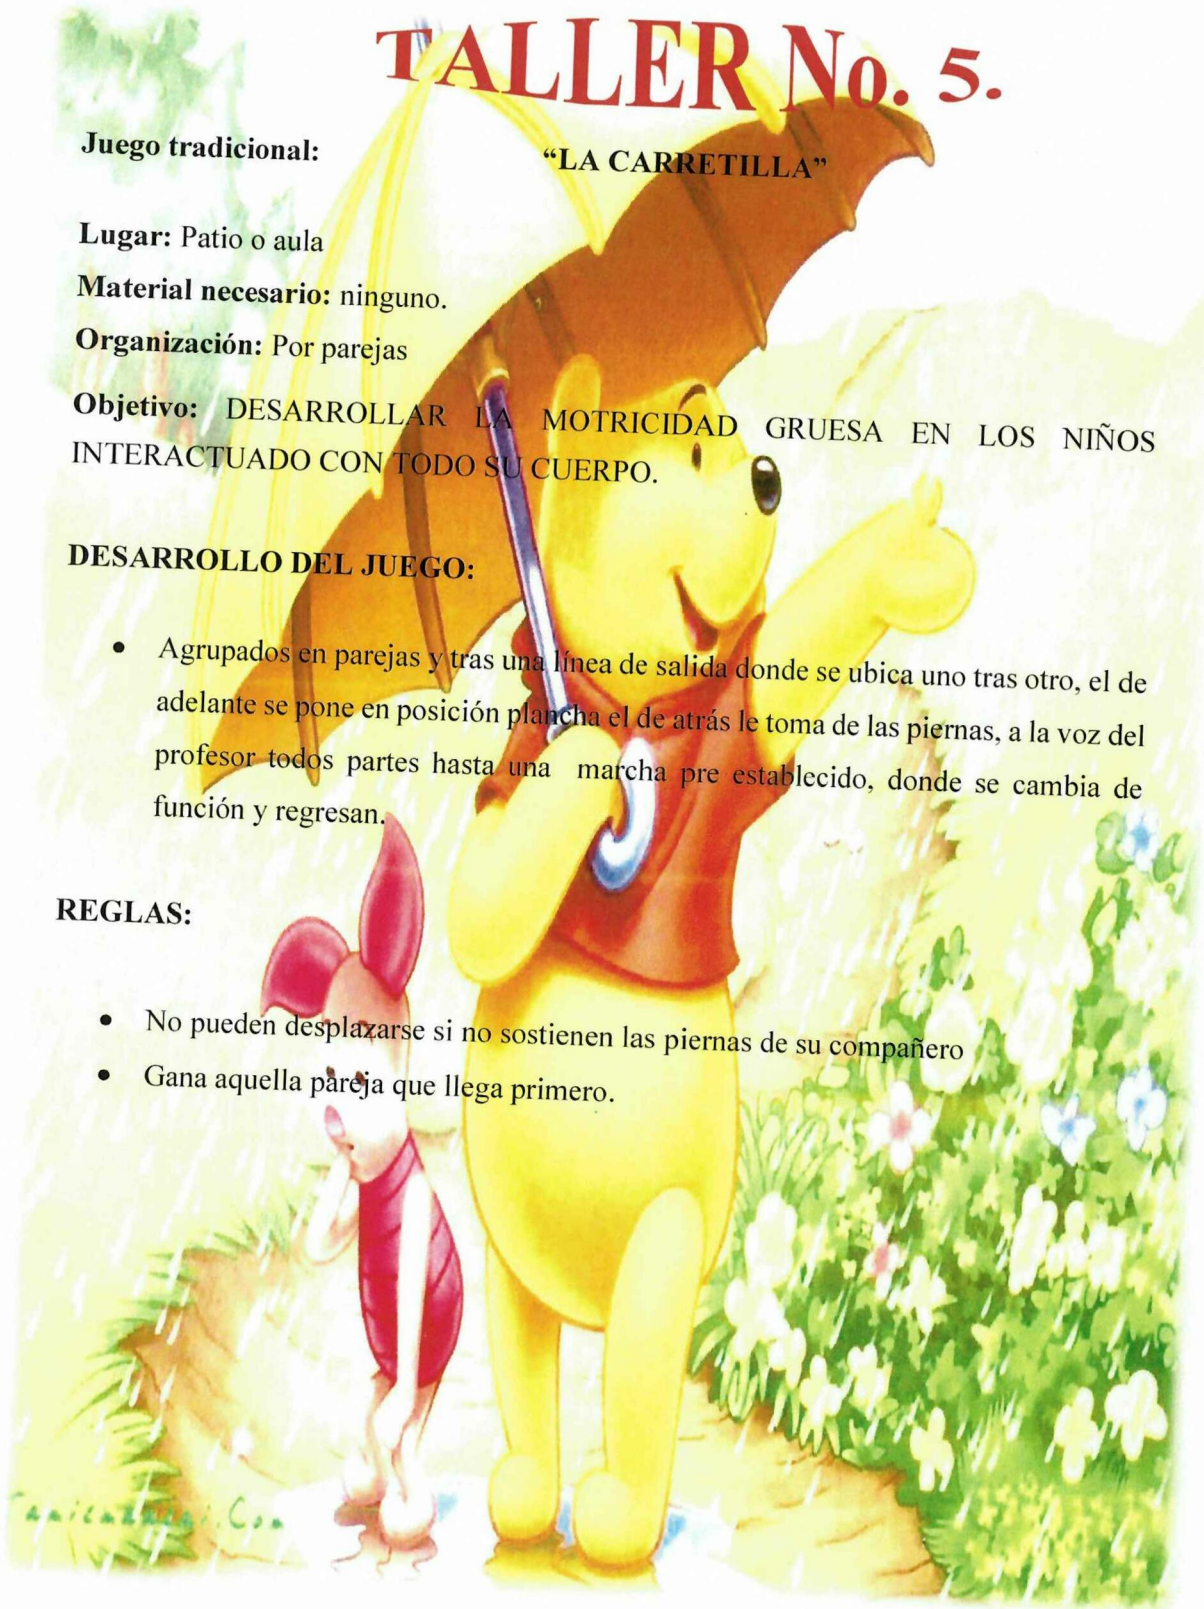 TALLER No. 5.
Juego tradicional: “LA CARRETILLA”
Lugar: Patio o aula
Material necesario: ninguno.
Organización: Por parejas
Objetivo: DESARROLLAR LA MOTRICIDAD GRUESA EN LOS NIÑOS
INTERACTUADO CON TODO SU CUERPO.
DESARROLLO DEL JUEGO:
• Agrupados en parejas y tras una línea de salida donde se ubica uno tras otro, el de
adelante se pone en posición plancha el de atrás le toma de las piernas, a la voz del
profesor todos partes hasta una marcha pre establecido, donde se cambia de
función y regresan.
REGLAS:
• No pueden desplazarse si no sostienen las piernas de su compañero
• Gana aquella pareja que llega primero.